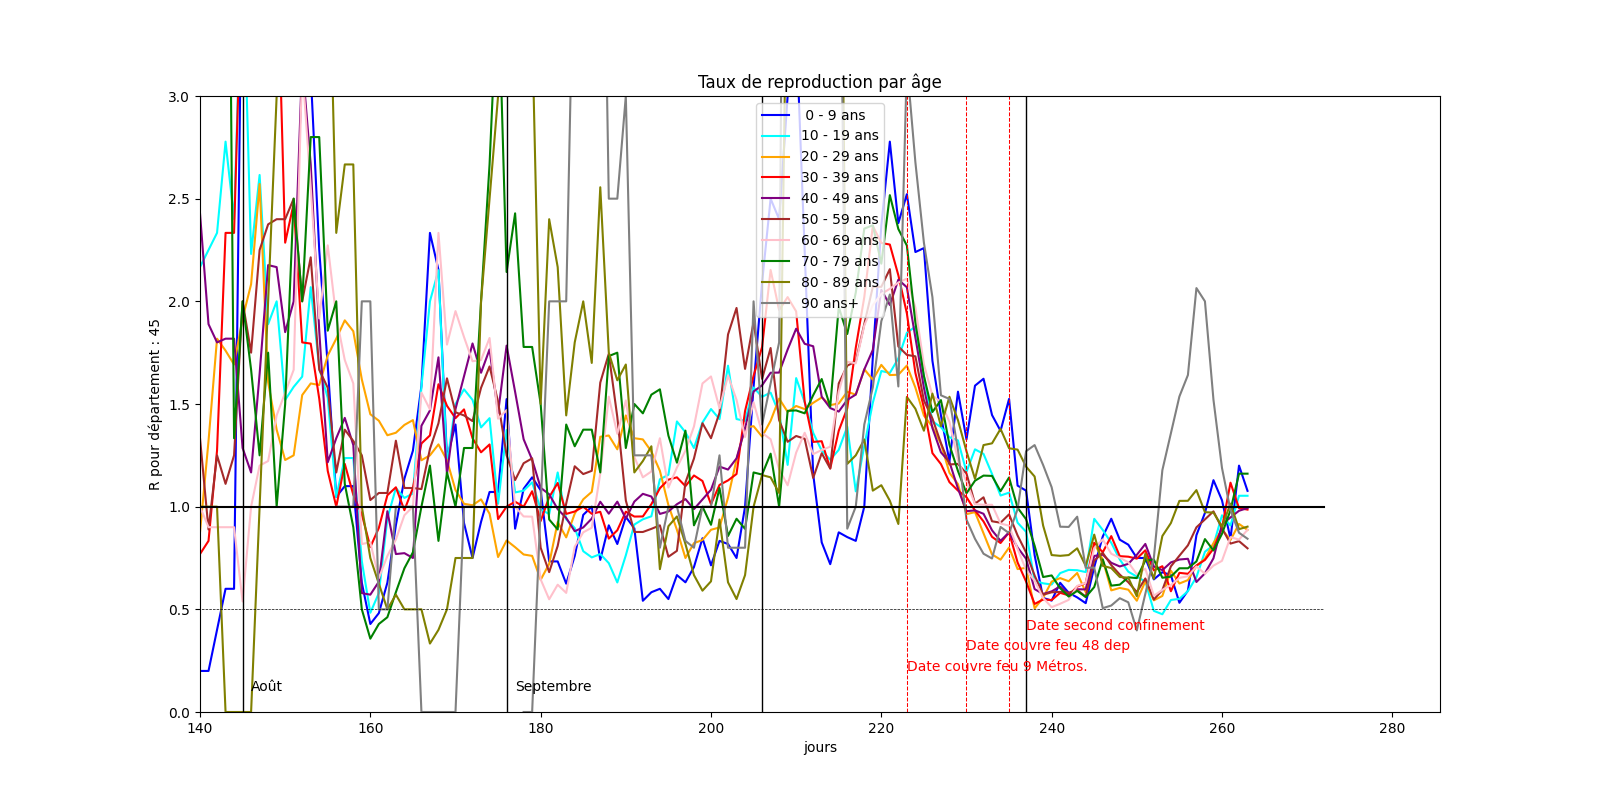 Taux de reproduction par âge
3.0
2.5
2.0
1.5
1.0
0.5
0.0
R pour département : 45
0 - 9 ans
10 - 19 ans
20 - 29 ans
30 - 39 ans
40 - 49 ans
50 - 59 ans
60 - 69 ans
70 - 79 ans
80 - 89 ans
90 ans+
Date second confinement
Date couvre feu 48 dep
Date couvre feu 9 Métros.
Août
Septembre
140
160
180
200
220
240
260
280
jours